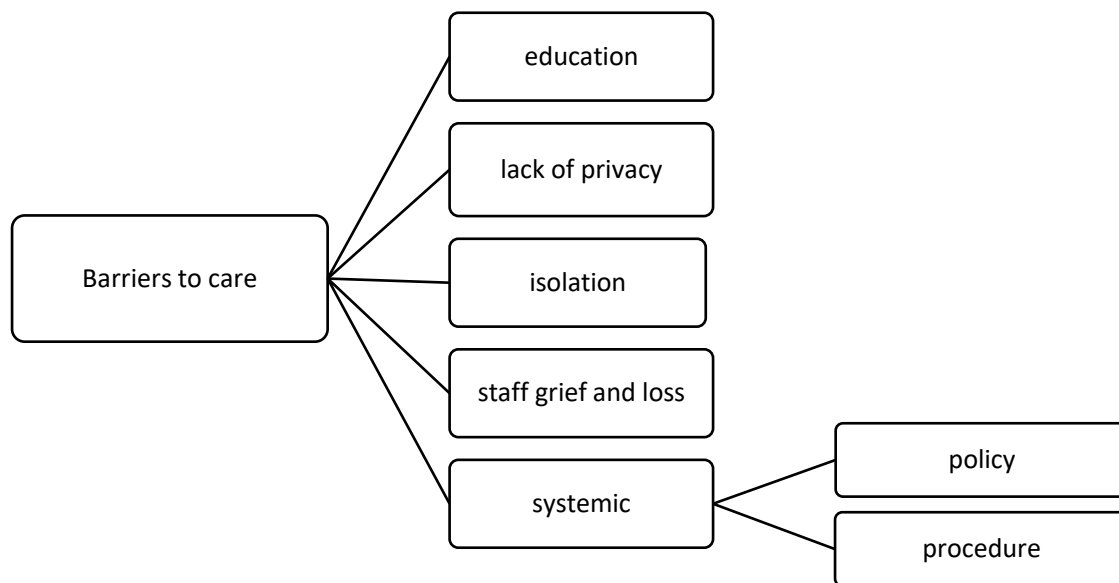 Barriers to care
education
lack of privacy
isolation
staff grief and loss
systemic
policy
procedure